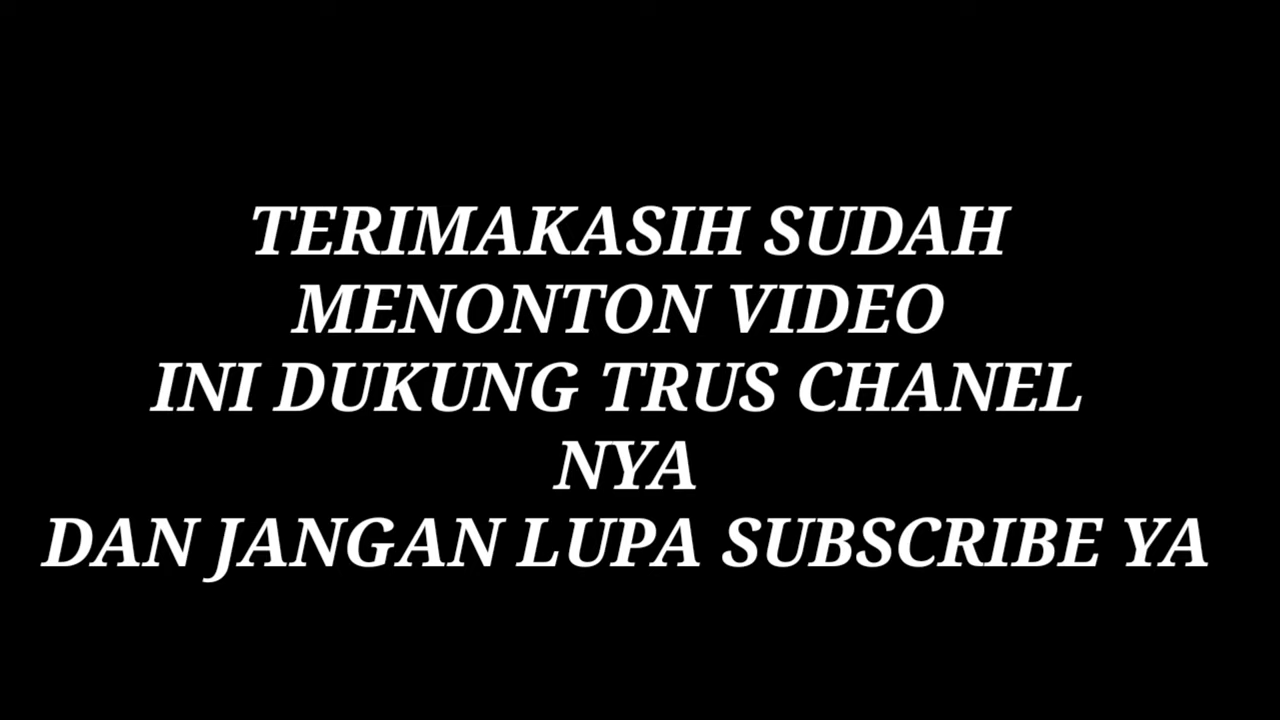 TERIMAKASIH SUDAH
MENONTON VIDEO
INI DUKUNG TRUS CHANEL
NYA
DAN JANGAN LUPA SUBSCRIBE YA